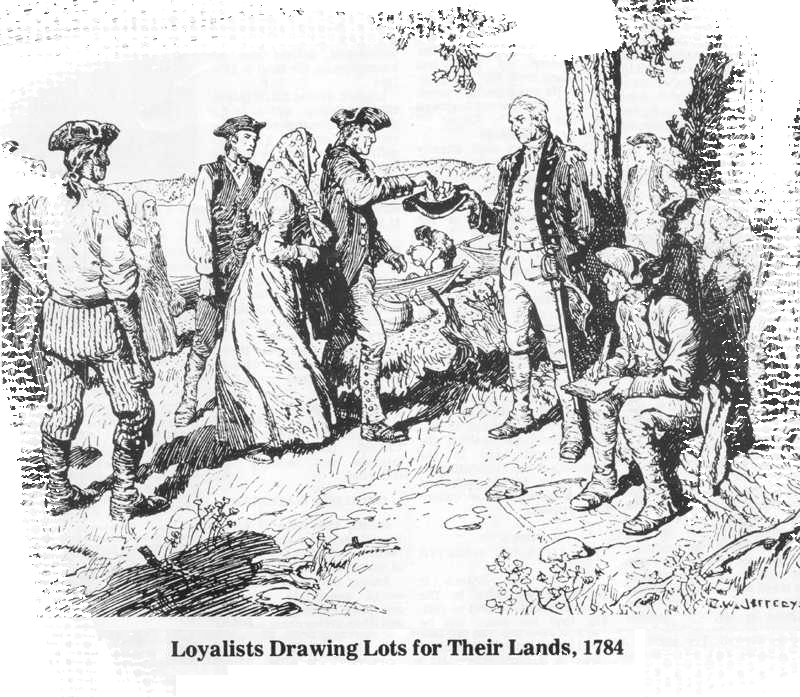 C.W. JEFFERYS
Loyalists Drawing Lots for Their Lands, 1784